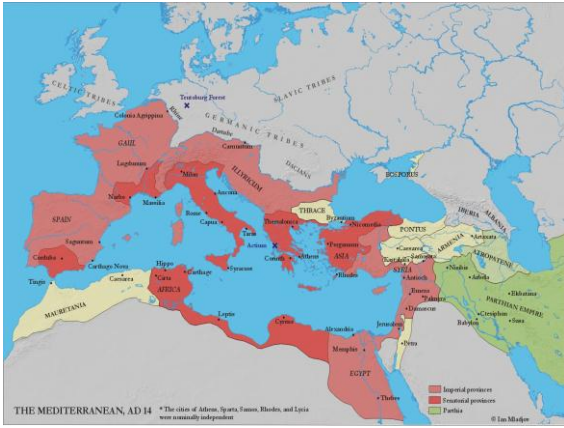 CELTIC TRIBES
Teutoburg Forest
SLAVIC TRIBES
Colonia Agrippina
Rhine
GERMANIC TRIBES
GAUL
Danube
Carnuntum
DACIANS
Lugdunum
ILLYRICUM
Milan
BOSPORUS
Narbo
Massilia
Ancona
THRACE
IBERIA
ALBANIA
SPAIN
Rome
Byzantium
PONTUS
Capua
Thessalonica
Nicomedia
ARMENIA
Artaxata
Saguntum
Actium
Pergamum
Caesarea
Samosata
ATROPATENE
Corduba
ASIA
Corinth
Athens
SYRIA
Nisibis
Carthago Nova
Hippo
Carthage
Syracuse
Rhodes
Antioch
Arbela
Tingis
Caesarea
Cirta
Emesa
Ekbatana
AFRICA
Palmyra
PARTHIAN EMPIRE
MAURETANIA
Damascus
Ctesiphon
Leptis
Cyrene
Babylon
Susa
Alexandria
Jerusalem
Memphis
Petra
EGYPT
Thebes
Imperial provinces
Senatorial provinces
Parthia
THE MEDITERRANEAN, AD 14
* The cities of Athens, Sparta, Samos, Rhodes, and Lycia
were nominally independent
© Ian Mladjov